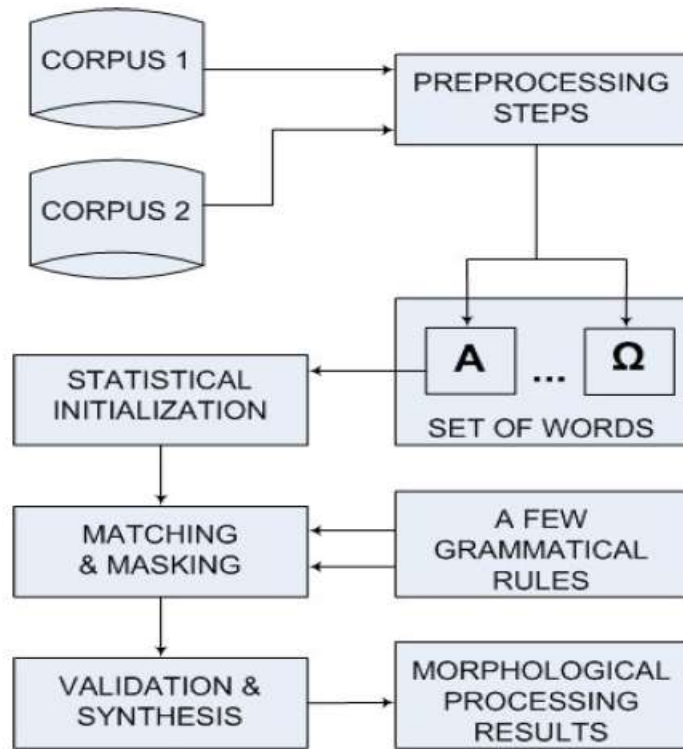 CORPUS 1
PREPROCESSING
STEPS
CORPUS 2
Α ... Ω
SET OF WORDS
STATISTICAL
INITIALIZATION
MATCHING
& MASKING
A FEW
GRAMMATICAL
RULES
VALIDATION &
SYNTHESIS
MORPHOLOGICAL
PROCESSING
RESULTS